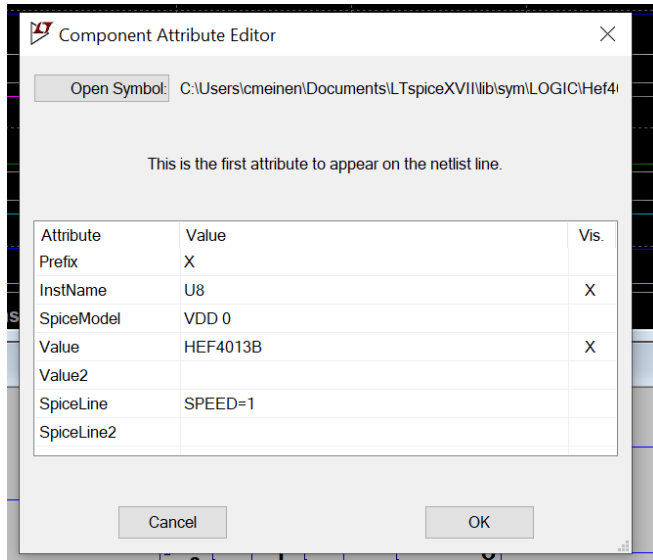 Component Attribute Editor
Open Symbol: C:\Users\cmeinen\Documents\LTspiceXVII\lib\sym\LOGIC\Hef4(
This is the first attribute to appear on the netlist line.
Attribute Value Vis.
Prefix X
InstName U8 X
SpiceModel VDD 0
Value HEF4013B X
Value2
SpiceLine SPEED=1
SpiceLine2
Cancel OK